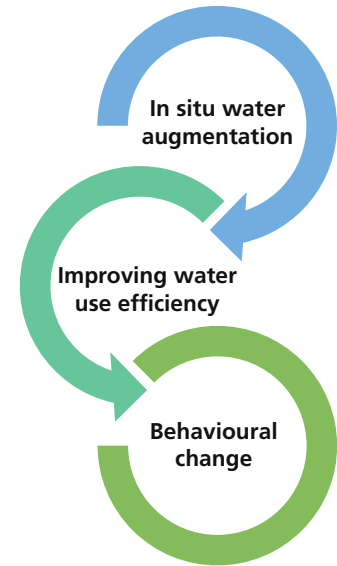 In situ water
augmentation
Improving water
use efficiency
Behavioural
change